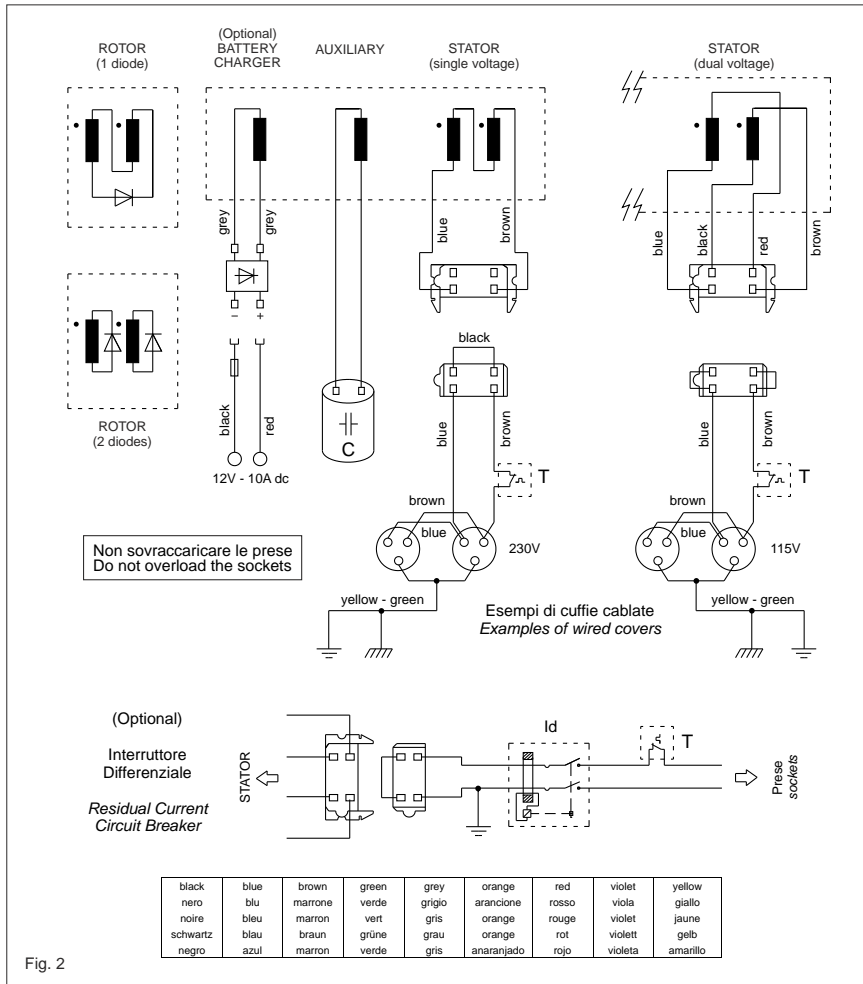 ROTOR
(1 diode)
(Optional)
BATTERY
CHARGER
AUXILIARY
STATOR
(single voltage)
STATOR
(dual voltage)
grey
grey
blue
brown
blue
black
red
brown
−
+
black
red
12V - 10A dc
ROTOR
(2 diodes)
C
black
blue
brown
T
brown
blue
230V
blue
brown
T
brown
blue
115V
Non sovraccaricare le prese
Do not overload the sockets
yellow - green
Esempi di cuffie cablate
Examples of wired covers
yellow - green
(Optional)
Interruttore
Differenziale
Residual Current
Circuit Breaker
STATOR
Id
T
Prese
sockets
black blue brown green grey orange red violet yellow
nero blu marrone verde grigio arancione rosso viola giallo
noire bleu marron vert gris orange rouge violet jaune
schwartz blau braun grüne grau orange rot violett gelb
negro azul marron verde gris anaranjado rojo violeta amarillo
Fig. 2